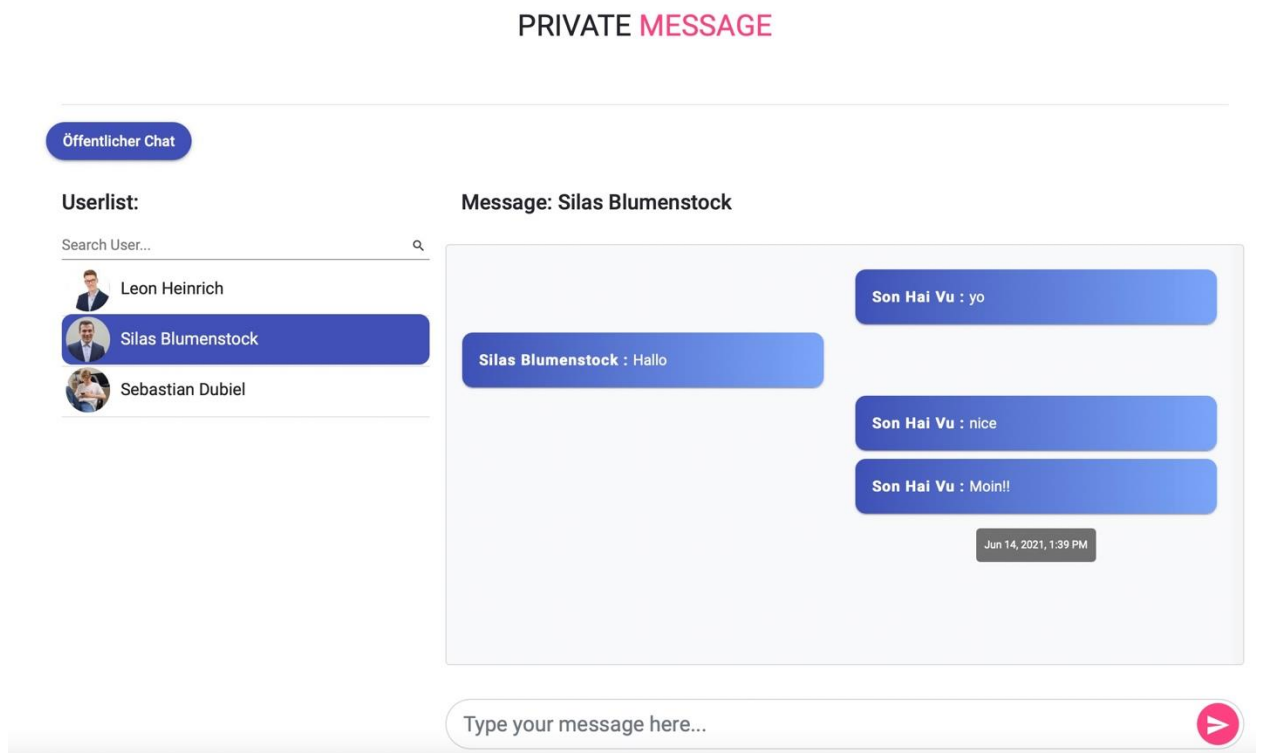 PRIVATE MESSAGE
Öffentlicher Chat
Userlist:
Search User...
Leon Heinrich
Silas Blumenstock
Sebastian Dubiel
Message: Silas Blumenstock
Son Hai Vu : yo
Silas Blumenstock : Hallo
Son Hai Vu : nice
Son Hai Vu : Moin!!
Jun 14, 2021, 1:39 PM
Type your message here...